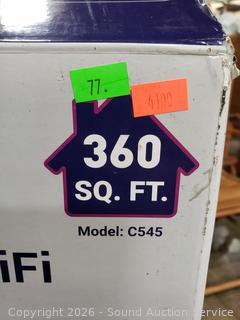 77.
4100
360
SQ. FT.
Model: C545
iFi
Copyright 2026 - Sound Auction Service